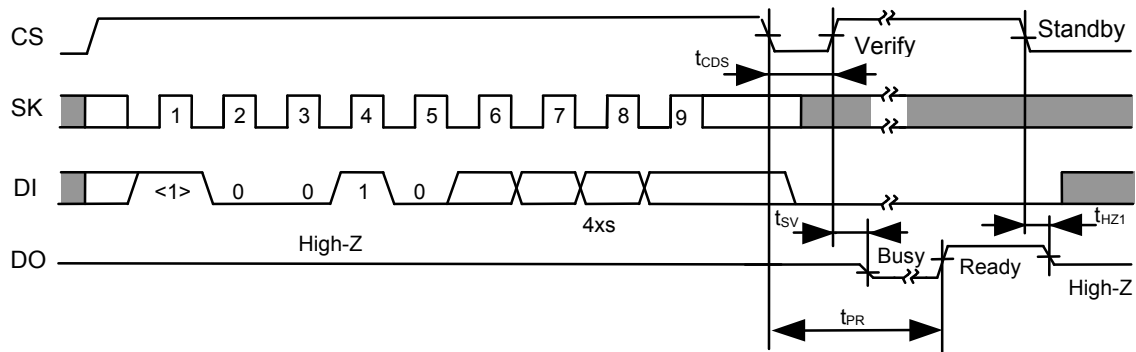 CS
Verify
Standby
tCDS
SK
1 2 3 4 5 6 7 8 9
DI
<1> 0 0 1 0
4xs
tSV
tHZ1
High-Z
DO
Busy
Ready
High-Z
tPR